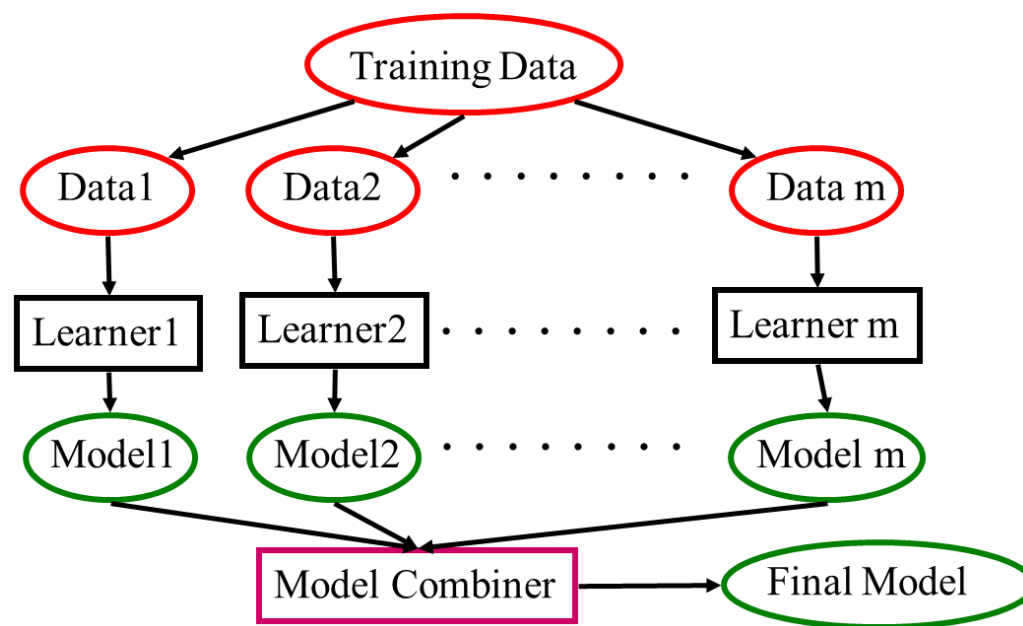 Training Data
Data1 Data2 . . . . . . . . Data m
Learner1 Learner2 . . . . . . . . Learner m
Model1 Model2 . . . . . . . . Model m
Model Combiner Final Model